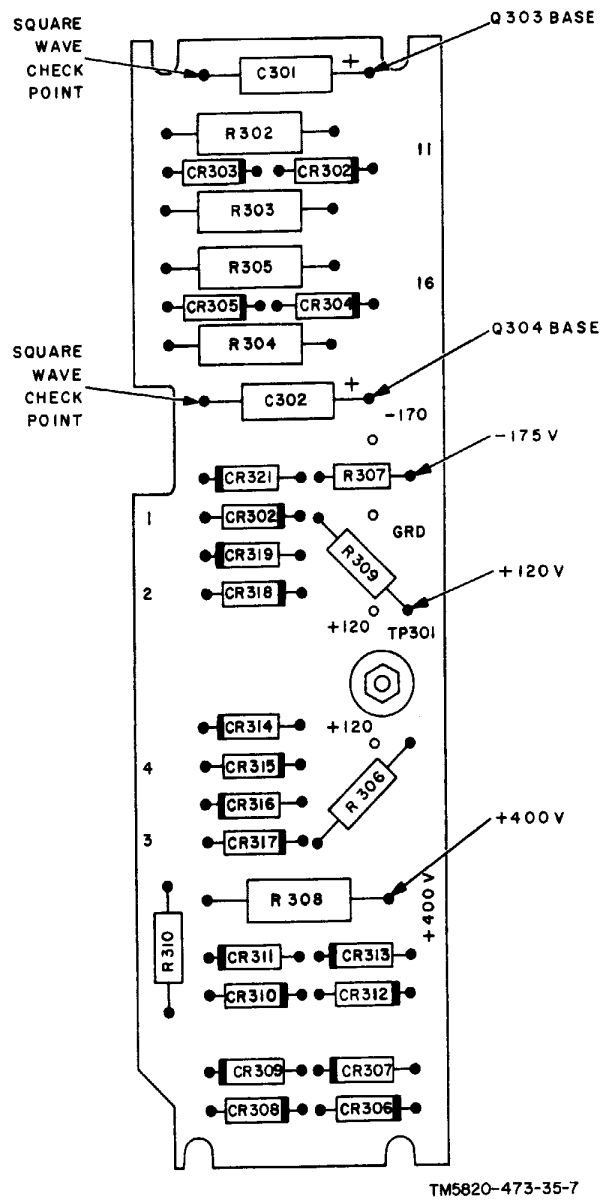 SQUARE
WAVE
CHECK
POINT
Q303 BASE
C301
+
R302
11
CR303
CR302
R303
R305
16
CR305
CR304
R304
Q304 BASE
SQUARE
WAVE
CHECK
POINT
C302
+
-170
-175 V
CR321
R307
1
CR302
GRD
CR319
R309
2
CR318
+120 V
+120
TP301
CR314
+120
4
CR315
R 306
CR316
3
CR317
+400 V
R 308
+400 V
R310
CR311
CR313
CR310
CR312
CR309
CR307
CR308
CR306
TM5820-473-35-7